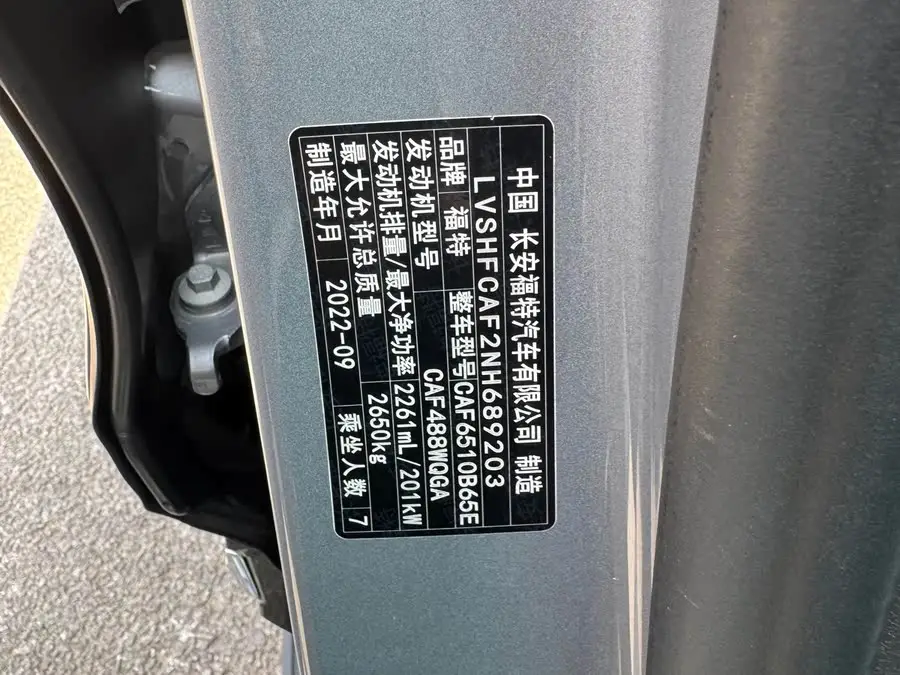 中国 长安福特汽车有限公司 制造
LVSHFCAF2NH689203
品牌 福特 整车型号 CAF6510B65E
发动机型号 CAF488WQGA
发动机排量/最大净功率 2261mL/201kW
最大允许总质量 2650kg
制造年月 2022-09 乘坐人数 7